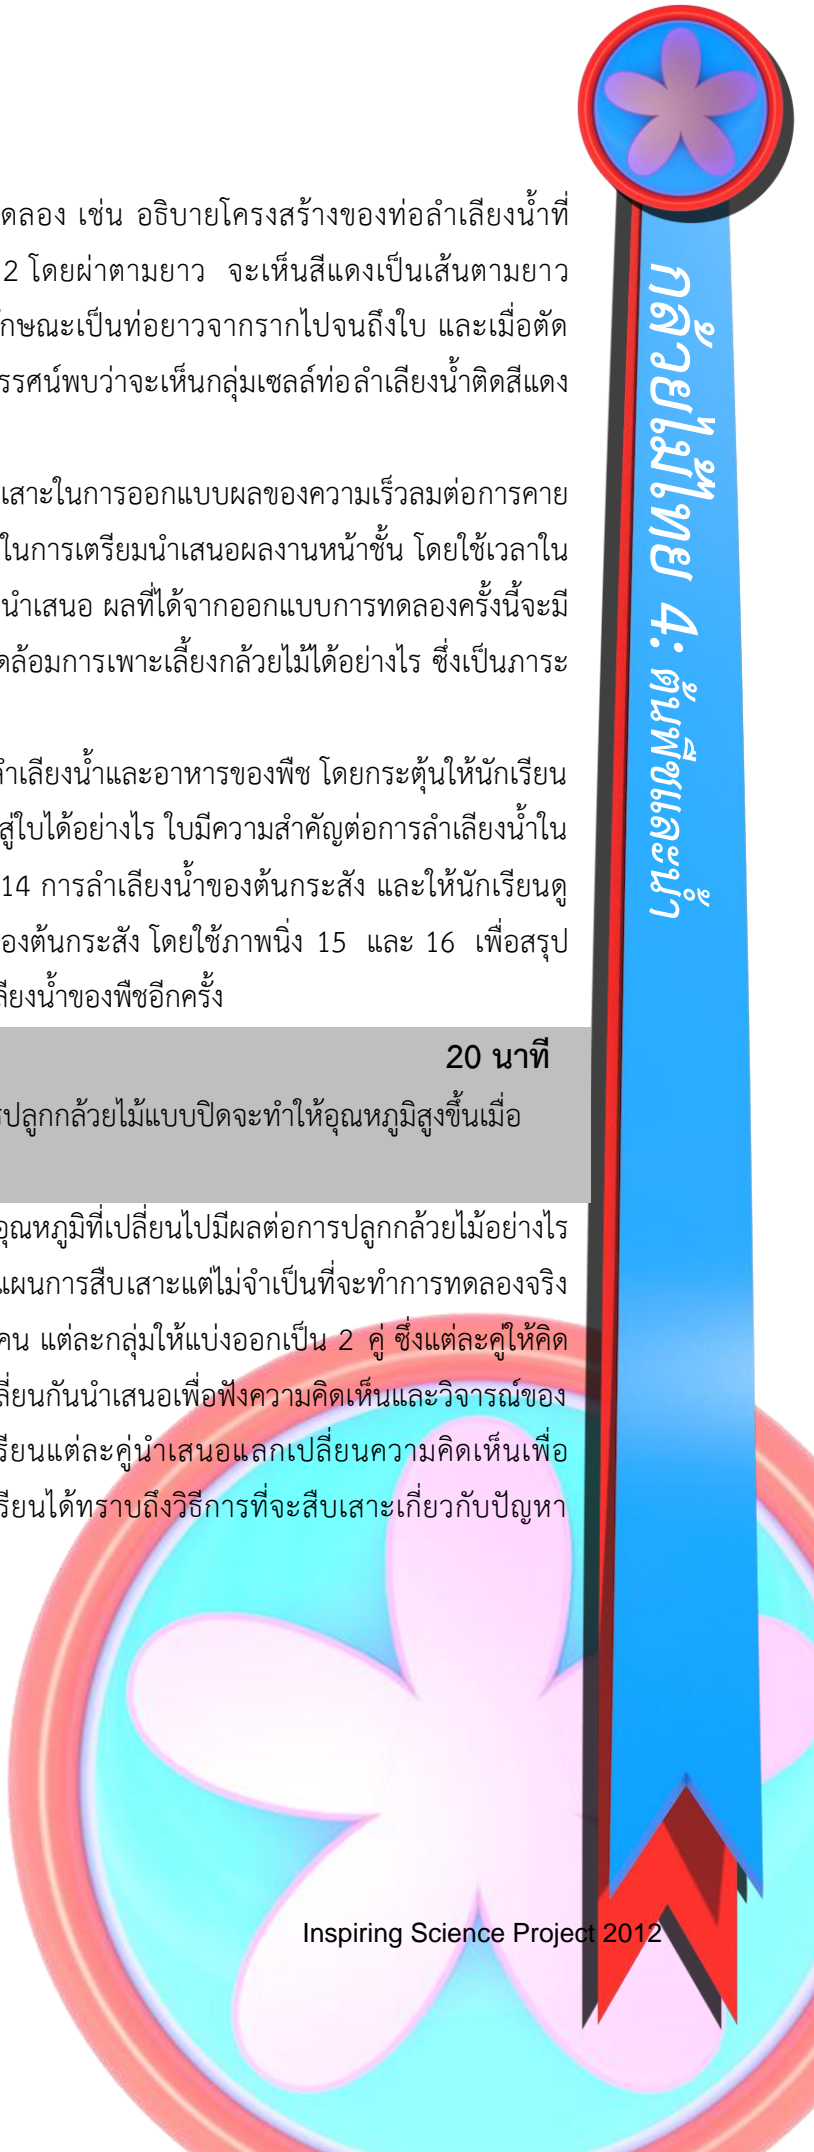 ดลอง เช่น อธิบายโครงสร้างของท่อลำเลียงน้ำที่
2 โดยผ่าตามยาว จะเห็นสีแดงเป็นเส้นตามยาว
ักษณะเป็นท่อยาวจากรากไปจนถึงใบ และเมื่อตัด
รรศน์พบว่าจะเห็นกลุ่มเซลล์ท่อลำเลียงน้ำติดสีแดง
เสาะในการออกแบบผลของความเร็วลมต่อการคาย
ในการเตรียมนำเสนอผลงานหน้าชั้น โดยใช้เวลาใน
นำเสนอ ผลที่ได้จากออกแบบการทดลองครั้งนี้จะมี
ดล้อมการเพาะเลี้ยงกล้วยไม้ได้อย่างไร ซึ่งเป็นภาระ
ลำเลียงน้ำและอาหารของพืช โดยกระตุ้นให้นักเรียน
สู่ใบได้อย่างไร ใบมีความสำคัญต่อการลำเลียงน้ำใน
14 การลำเลียงน้ำของต้นกระสัง และให้นักเรียนดู
องต้นกระสัง โดยใช้ภาพนิ่ง 15 และ 16 เพื่อสรุป
ลียงน้ำของพืชอีกครั้ง
20 นาที
รปลูกกล้วยไม้แบบปิดจะทำให้อุณหภูมิสูงขึ้นเมื่อ
อุณหภูมิที่เปลี่ยนไปมีผลต่อการปลูกกล้วยไม้อย่างไร
แผนการสืบเสาะแต่ไม่จำเป็นที่จะทำการทดลองจริง
คน แต่ละกลุ่มให้แบ่งออกเป็น 2 คู่ ซึ่งแต่ละคู่ให้คิด
ลี่ยนกันนำเสนอเพื่อฟังความคิดเห็นและวิจารณ์ของ
รียนแต่ละคู่นำเสนอแลกเปลี่ยนความคิดเห็นเพื่อ
รียนได้ทราบถึงวิธีการที่จะสืบเสาะเกี่ยวกับปัญหา
กล้วยไม้ไทย 4: ต้นพืชและน้ำ
Inspiring Science Project 2012